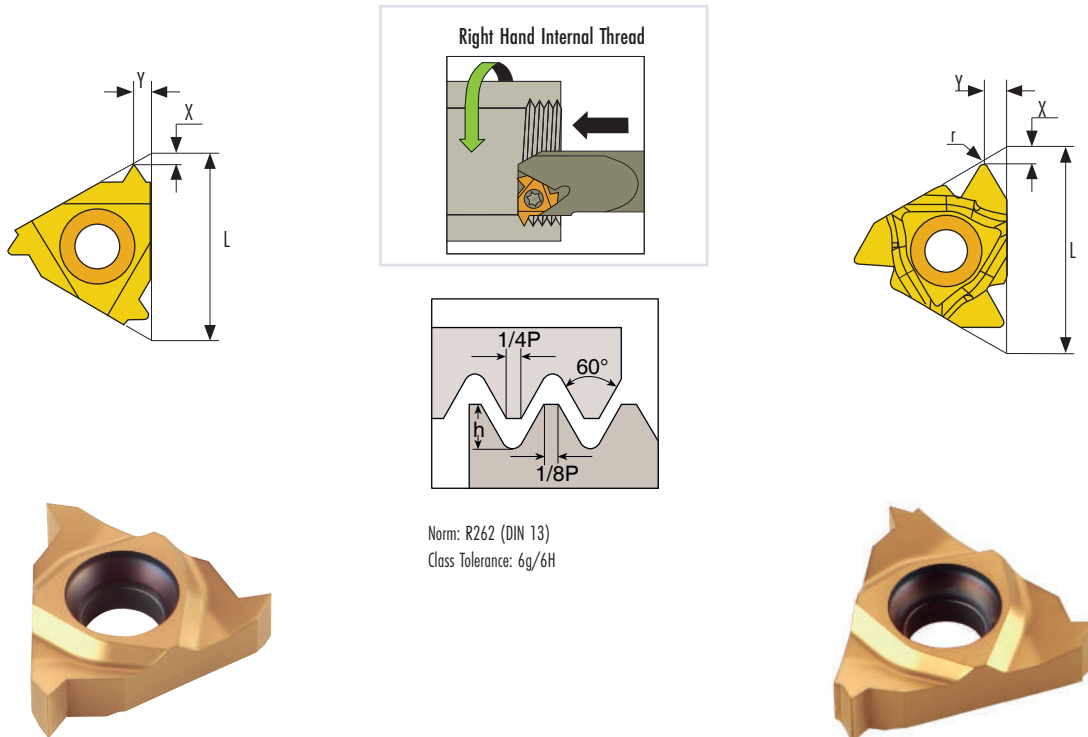 Right Hand Internal Thread
Y
X
L
Y
X
r
L
1/4P
60°
h
1/8P
Norm: R262 (DIN 13)
Class Tolerance: 6g/6H